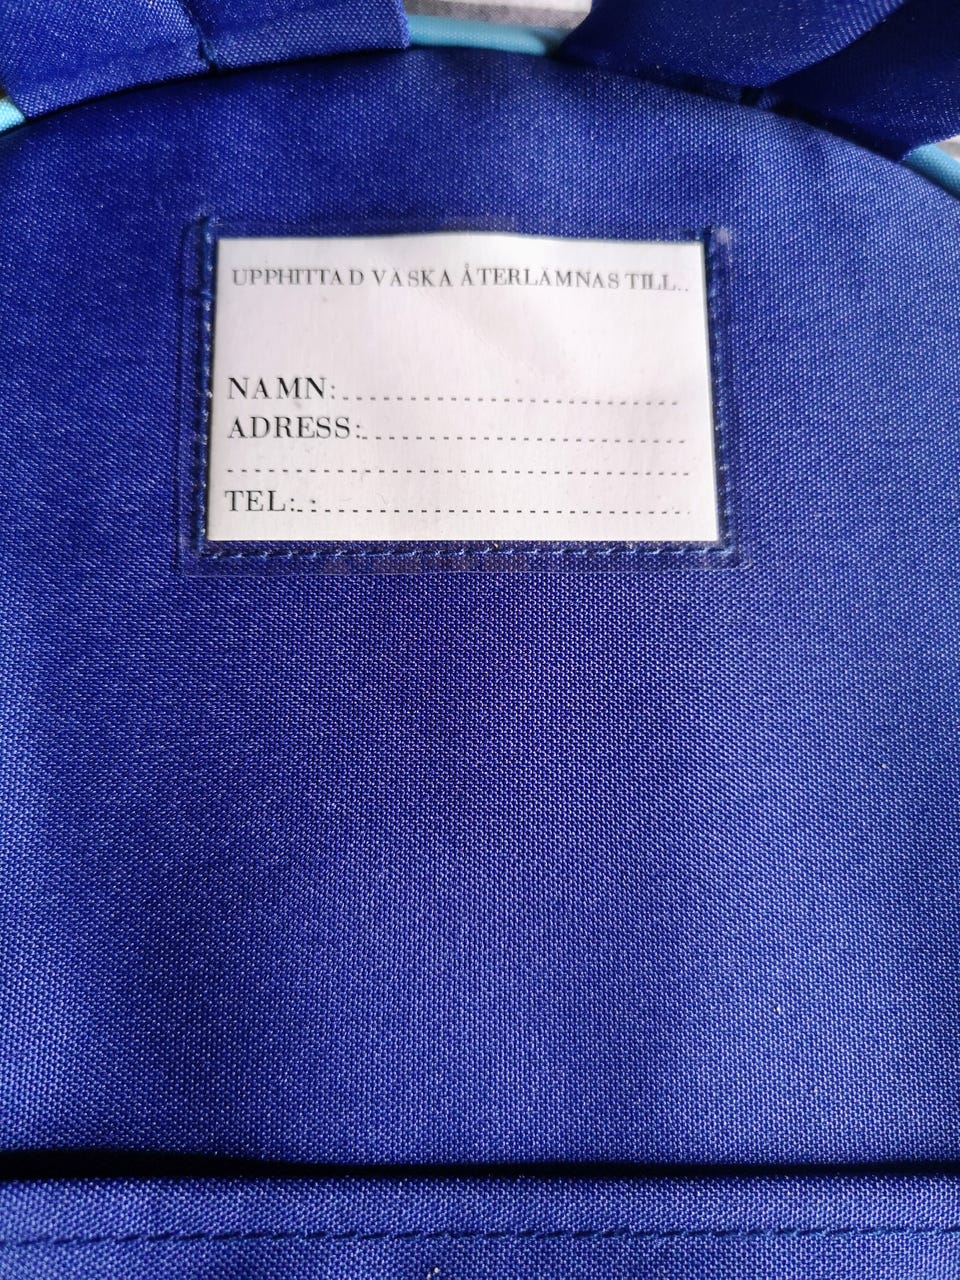 UPPHITTAD VÄSKA ÅTERLÄMNAS TILL..
NAMN:
ADRESS:
TEL:.: